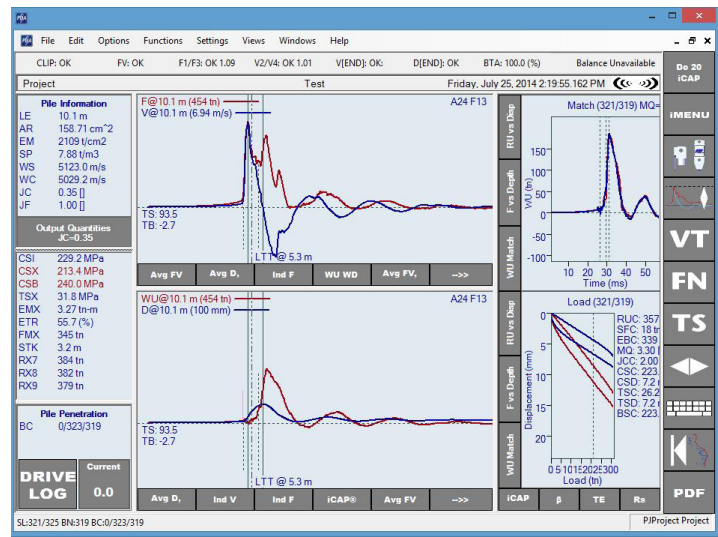 PDA
File Edit Options Functions Settings Views Windows Help
CLIP: OK FV: OK F1/F3: OK 1.09 V2/V4: OK 1.01 V[END]: OK: D[END]: OK BTA: 100.0 (%) Balance Unavailable
Project Test Friday, July 25, 2014 2:19:55.162 PM
Pile Information
LE 10.1 m
AR 158.71 cm^2
EM 2109 t/cm2
SP 7.88 t/m3
WS 5123.0 m/s
WC 5029.2 m/s
JC 0.35 []
JF 1.00 []
Output Quantities
JC=0.35
CSI 229.2 MPa
CSX 213.4 MPa
CSB 240.0 MPa
TSX 31.8 MPa
EMX 3.27 tn-m
ETR 55.7 (%)
FMX 345 tn
STK 3.2 m
RX7 384 tn
RX8 382 tn
RX9 379 tn
Pile Penetration
BC 0/323/319
DRIVE LOG
Current
0.0
F@10.1 m (454 tn)
V@10.1 m (6.94 m/s)
A24 F13
TS: 93.5
TB: -2.7
LTT @ 5.3 m
Avg FV Avg D, Ind F WU WD Avg FV, -->>
WU@10.1 m (454 tn)
D@10.1 m (100 mm)
A24 F13
TS: 93.5
TB: -2.7
LTT @ 5.3 m
Avg D, Ind V Ind F iCAP® Avg FV -->>
RU vs Dsp
F vs Depth
WU Match
Match (321/319) MQ=
WU (tn)
150
100
50
0
-50
-100
10 20 30 40 50
Time (ms)
RU vs Dsp
F vs Depth
WU Match
Load (321/319)
Displacement (mm)
0
5
10
15
20
0 5 1015202E300
Load (tn)
RUC: 357
SFC: 18 tr
EBC: 339
MQ: 3.30 [
JCC: 2.00
CSC: 223.
CSD: 7.2 r
TSC: 26.2
TSD: 7.2 r
BSC: 223.
iCAP β TE Rs
Do 20
iCAP
iMENU
VT
FN
TS
PDF
SL:321/325 BN:319 BC:0/323/319 PJProject Project